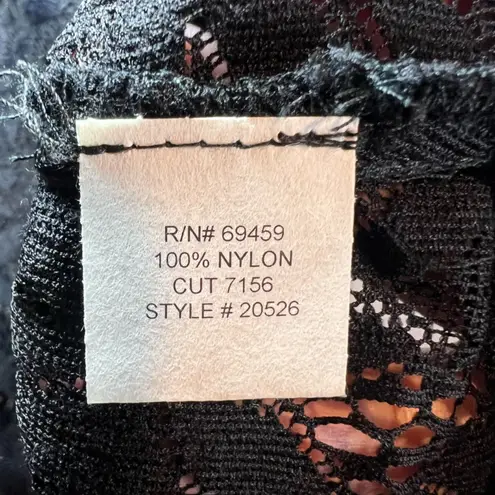 R/N# 69459
100% NYLON
CUT 7156
STYLE # 20526